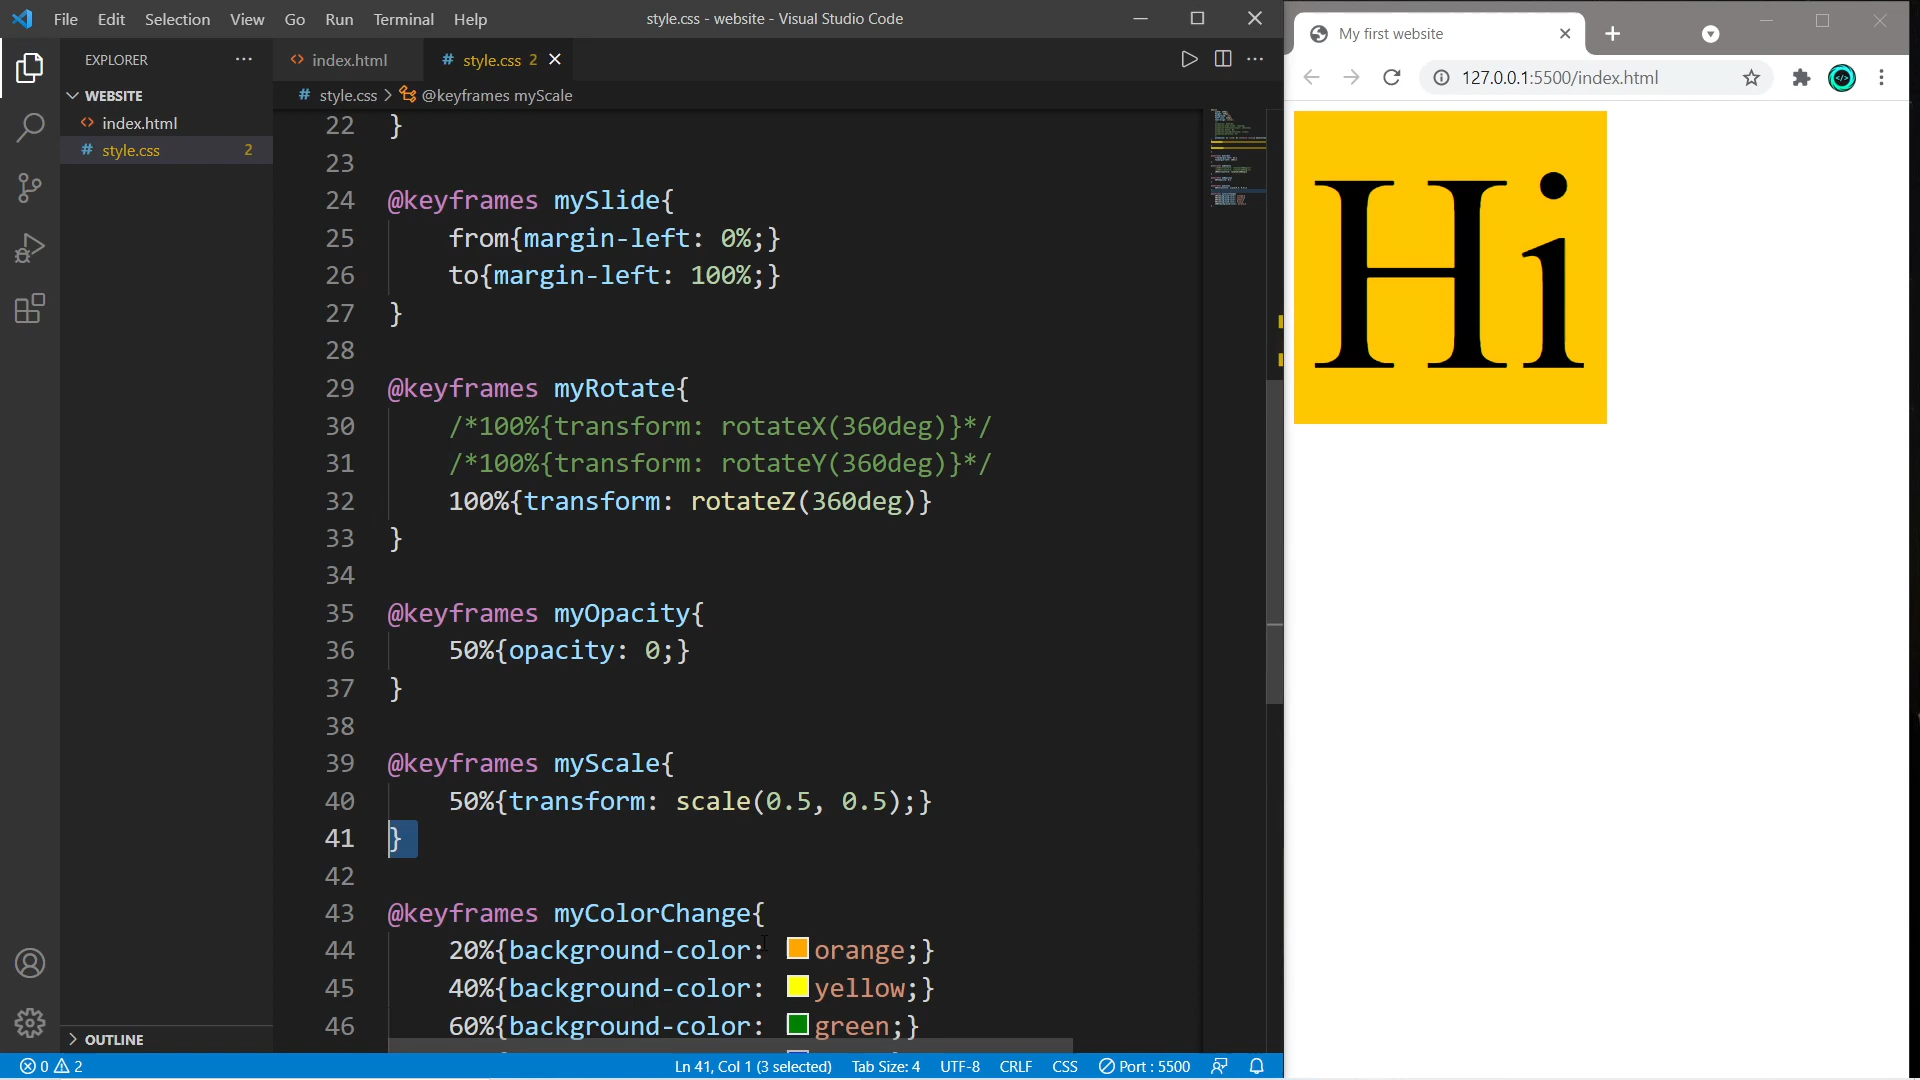 File Edit Selection View Go Run Terminal Help
style.css - website - Visual Studio Code
My first website
EXPLORER
index.html
style.css 2
127.0.0.1:5500/index.html
WEBSITE
index.html
style.css 2
style.css > @keyframes myScale
22 }
23
24 @keyframes mySlide{
25 from{margin-left: 0%;}
26 to{margin-left: 100%;}
27 }
28
29 @keyframes myRotate{
30 /*100%{transform: rotateX(360deg)}*/
31 /*100%{transform: rotateY(360deg)}*/
32 100%{transform: rotateZ(360deg)}
33 }
34
35 @keyframes myOpacity{
36 50%{opacity: 0;}
37 }
38
39 @keyframes myScale{
40 50%{transform: scale(0.5, 0.5);}
41 }
42
43 @keyframes myColorChange{
44 20%{background-color: orange;}
45 40%{background-color: yellow;}
46 60%{background-color: green;}
Hi
OUTLINE
0 2
Ln 41, Col 1 (3 selected) Tab Size: 4 UTF-8 CRLF CSS Port : 5500